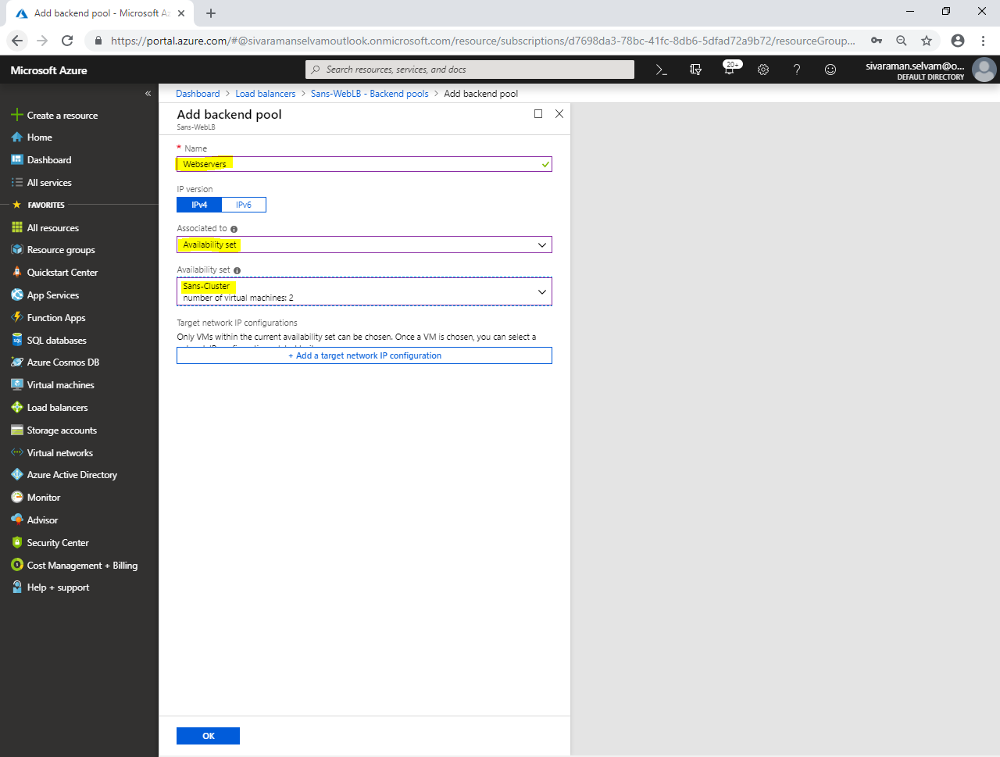 Add backend pool - Microsoft Az
https://portal.azure.com/#@sivaramanselvamoutlook.onmicrosoft.com/resource/subscriptions/d7698da3-78bc-41fc-8db6-5dfad72a9b72/resourceGroup...
Microsoft Azure
Search resources, services, and docs
20+
sivaraman.selvam@o...
DEFAULT DIRECTORY
Dashboard > Load balancers > Sans-WebLB - Backend pools > Add backend pool
Create a resource
Home
Dashboard
All services
FAVORITES
All resources
Resource groups
Quickstart Center
App Services
Function Apps
SQL databases
Azure Cosmos DB
Virtual machines
Load balancers
Storage accounts
Virtual networks
Azure Active Directory
Monitor
Advisor
Security Center
Cost Management + Billing
Help + support
Add backend pool
Sans-WebLB
* Name
Webservers
IP version
IPv4 IPv6
Associated to
Availability set
Availability set
Sans-Cluster
number of virtual machines: 2
Target network IP configurations
Only VMs within the current availability set can be chosen. Once a VM is chosen, you can select a
+ Add a target network IP configuration
OK